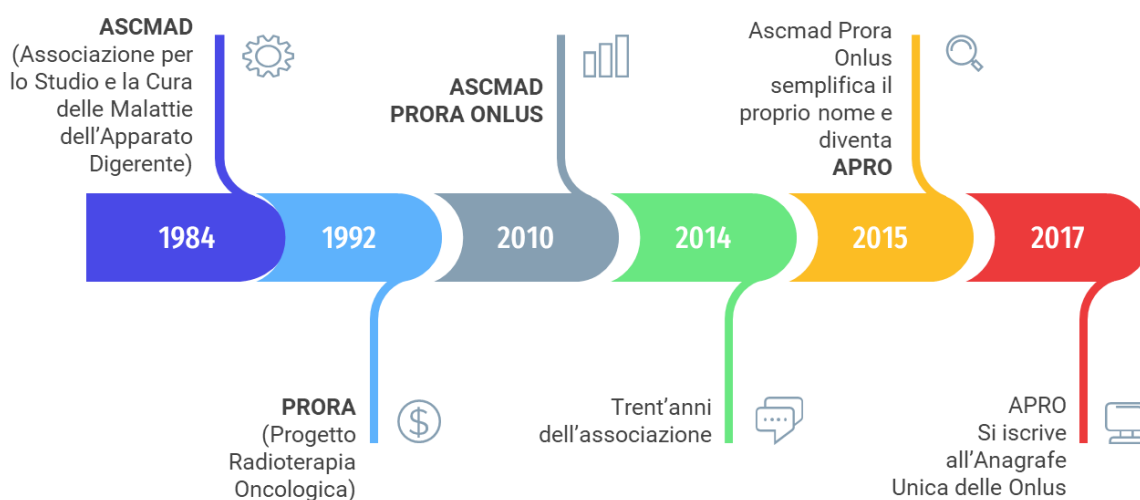 ASCMAD
(Associazione per
lo Studio e la Cura
delle Malattie
dell’Apparato
Digerente)
ASCMAD
PRORA ONLUS
Ascmad Prora
Onlus
semplifica il
proprio nome e
diventa
APRO
1984
1992
2010
2014
2015
2017
PRORA
(Progetto
Radioterapia
Oncologica)
$
Trent’anni
dell’associazione
APRO
Si iscrive
all’Anagrafe
Unica delle Onlus